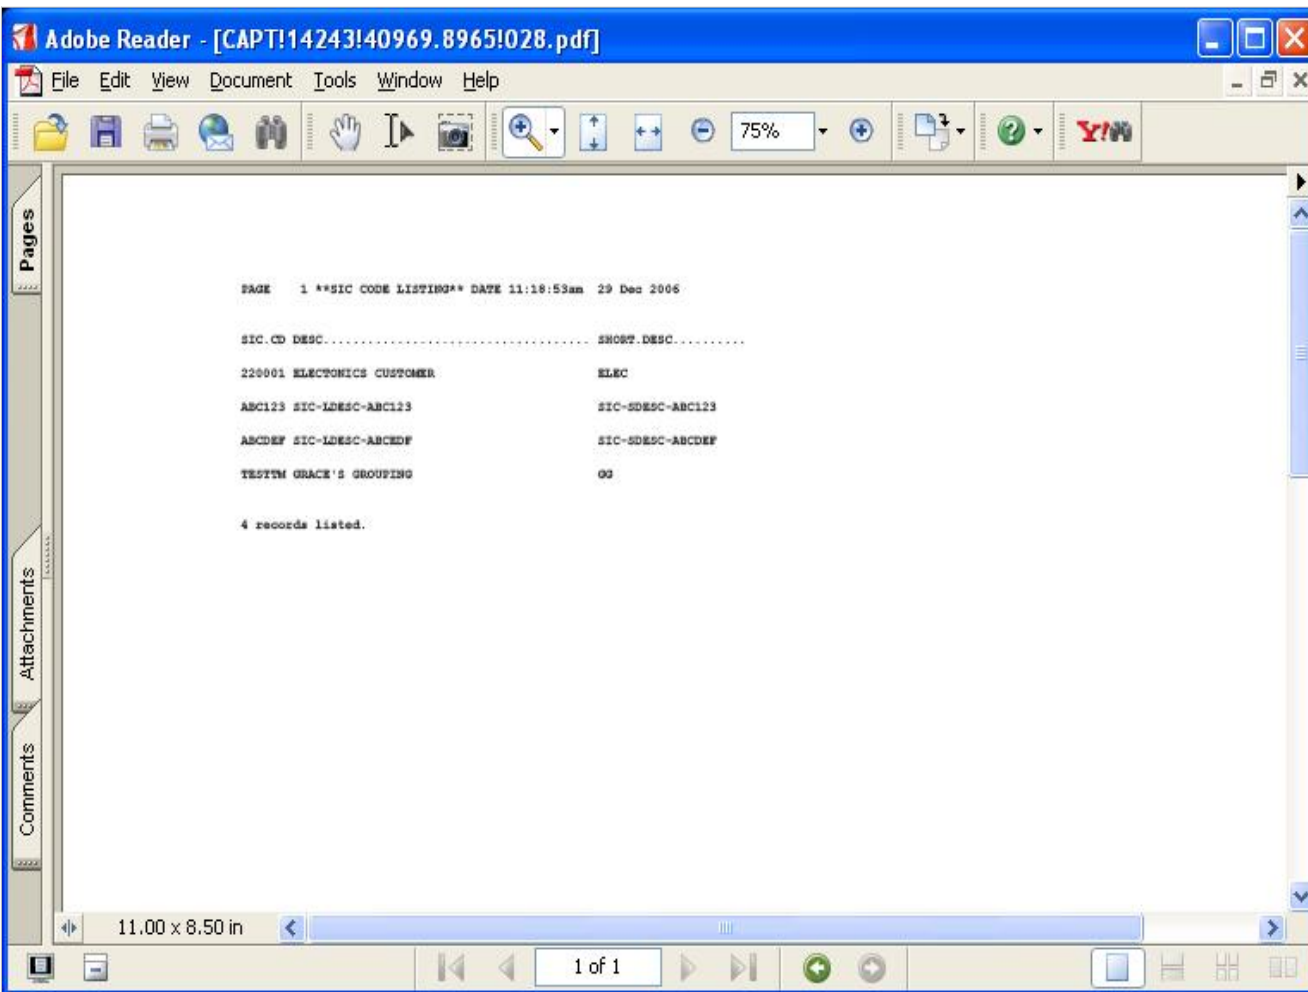 Adobe Reader - [CAPT!14243!40969.8965!028.pdf]
File Edit View Document Tools Window Help
75%
Y!
Pages
PAGE 1 **SIC CODE LISTING** DATE 11:18:53am 29 Dec 2006
SIC.CD DESC.................................... SHORT.DESC..........
220001 ELECTONICS CUSTOMER ELEC
ABC123 SIC-LDESC-ABC123 SIC-SDESC-ABC123
ABCDEF SIC-LDESC-ABCEDF SIC-SDESC-ABCDEF
TESTTM GRACE'S GROUPING GG
4 records listed.
Attachments
Comments
11.00 x 8.50 in
1 of 1